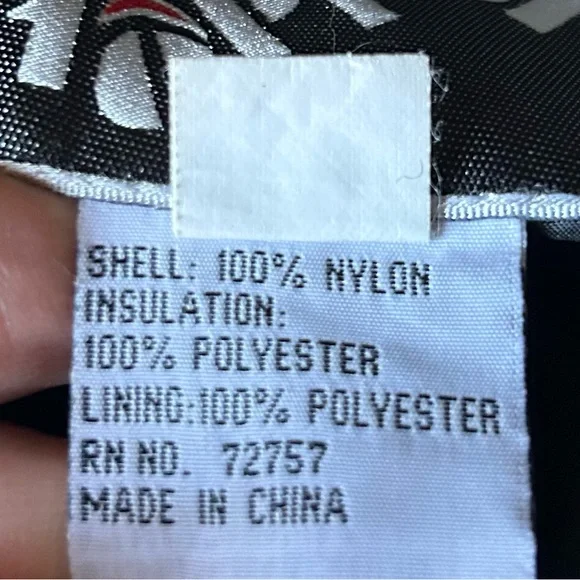 SHELL: 100% NYLON
INSULATION:
100% POLYESTER
LINING:100% POLYESTER
RN NO. 72757
MADE IN CHINA